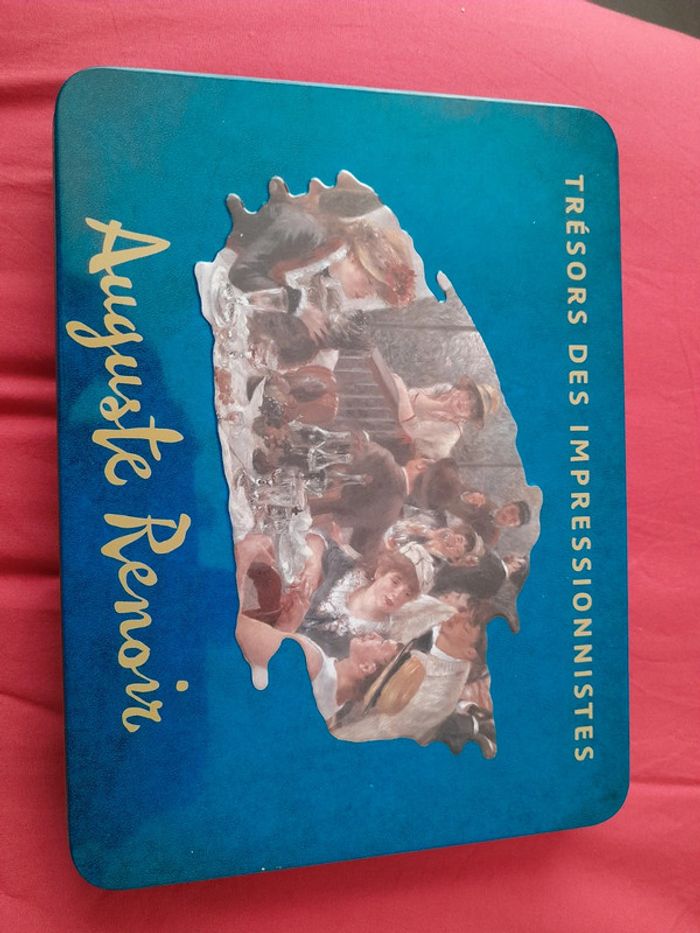 TRÉSORS DES IMPRESSIONNISTES
Auguste Renoir